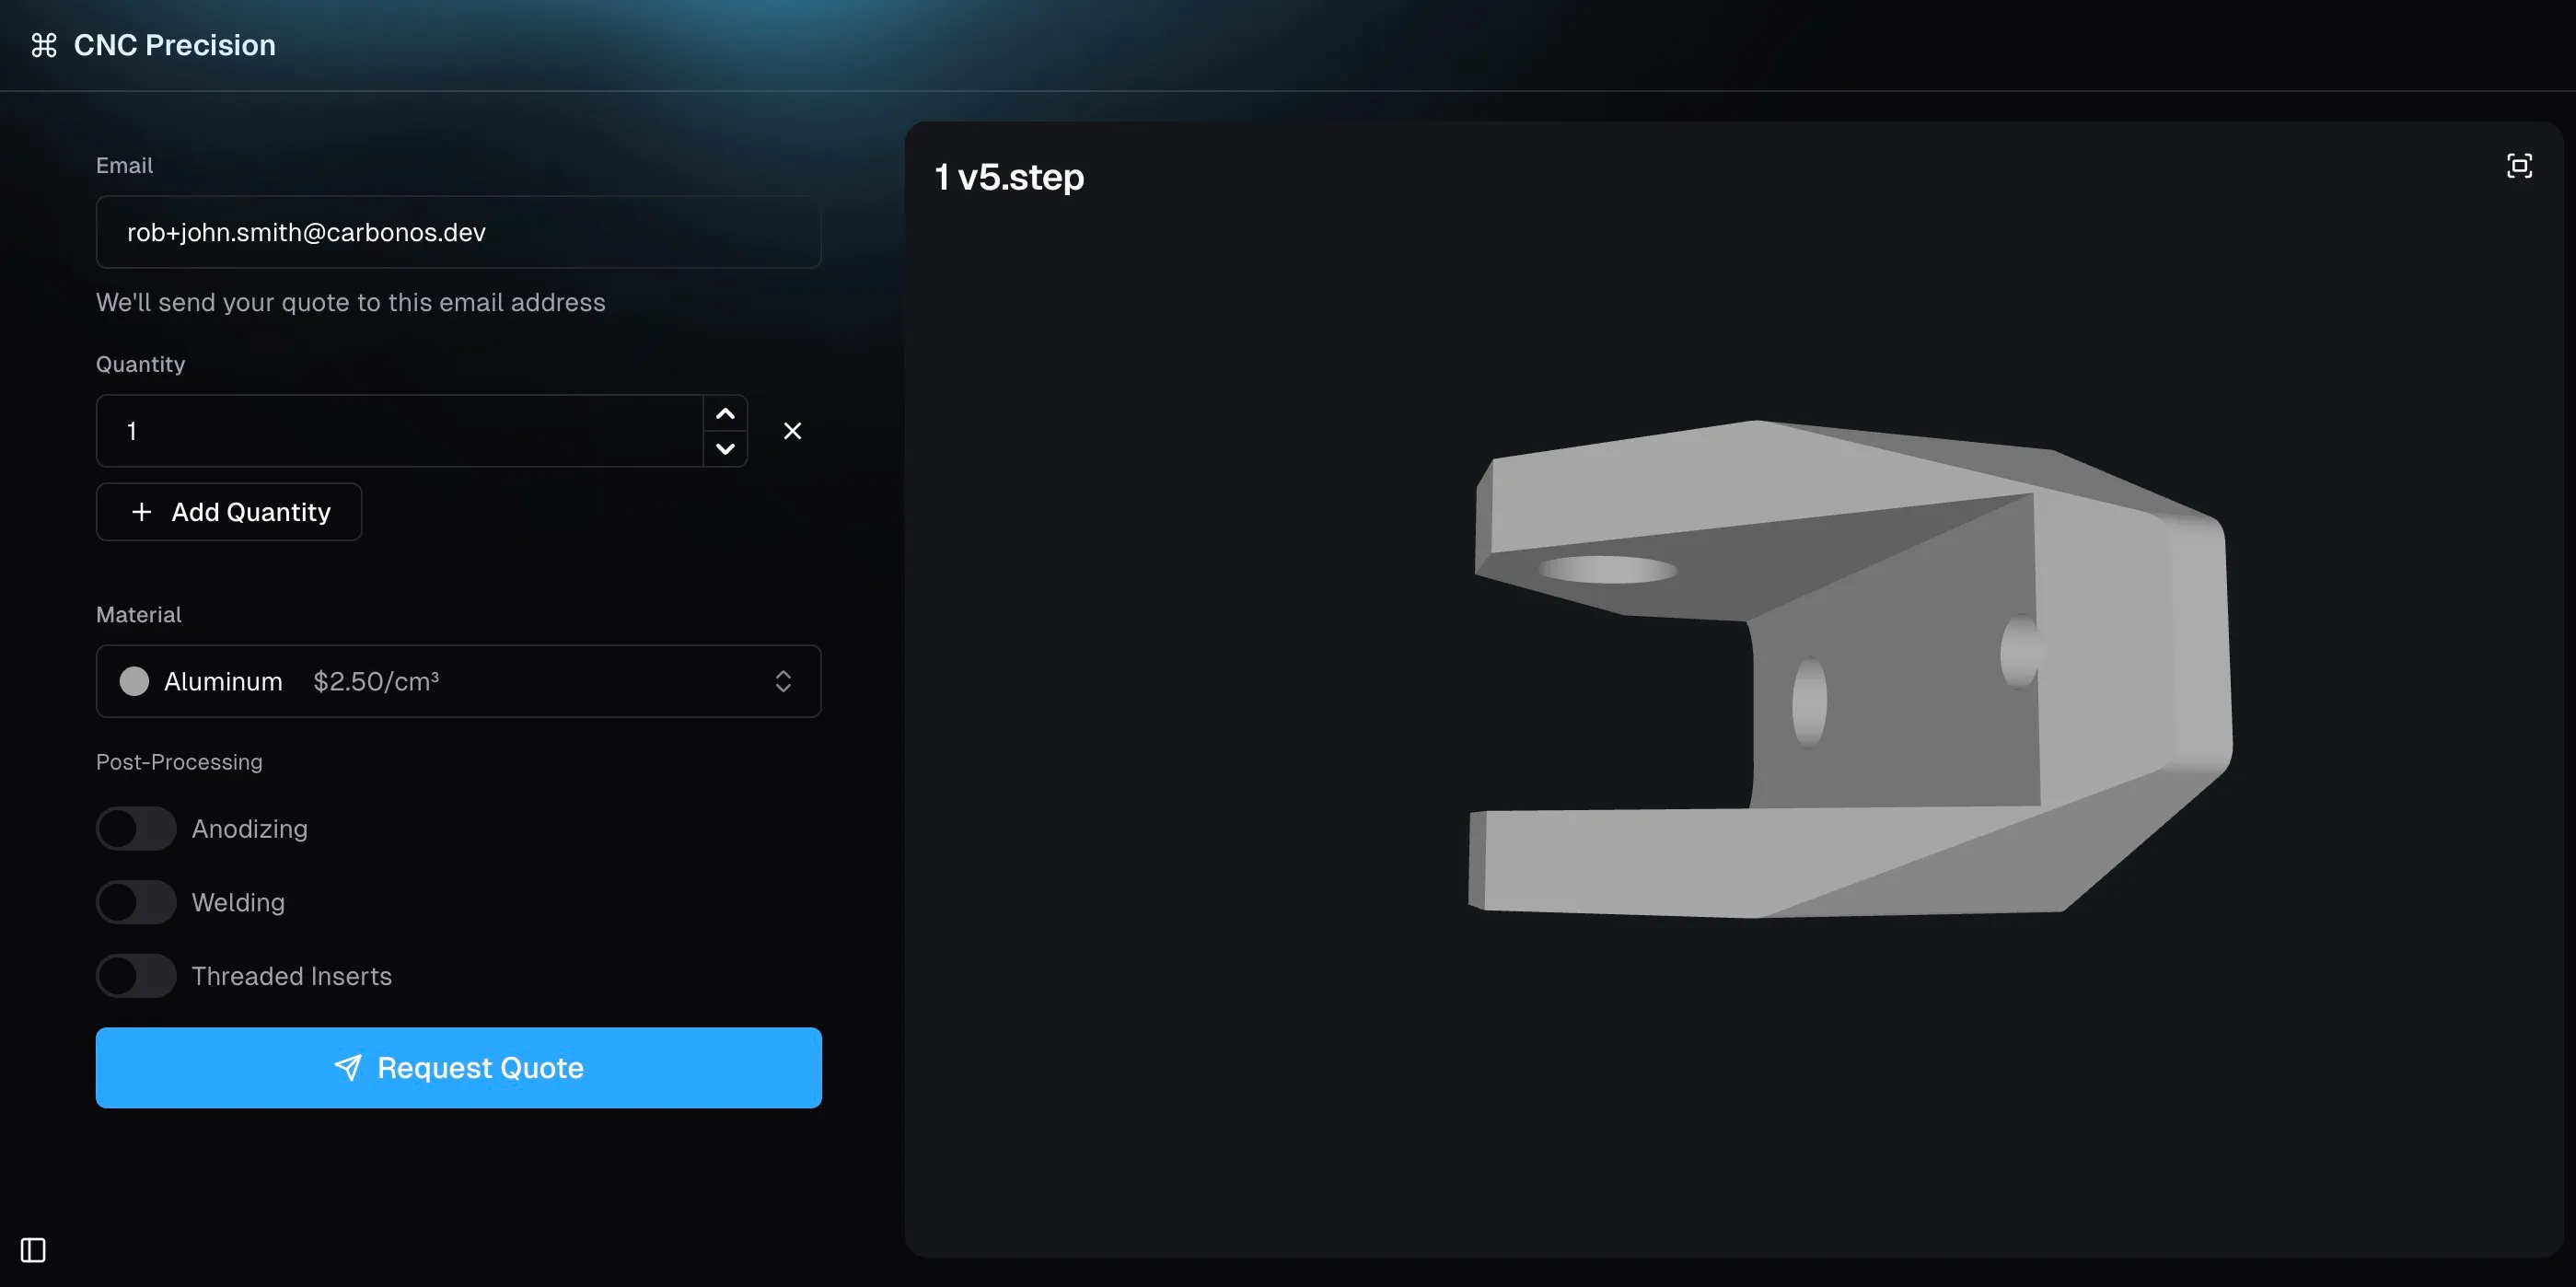 CNC Precision
Email
rob+john.smith@carbonos.dev
We'll send your quote to this email address
Quantity
1
Add Quantity
Material
Aluminum $2.50/cm³
Post-Processing
Anodizing
Welding
Threaded Inserts
Request Quote
1 v5.step